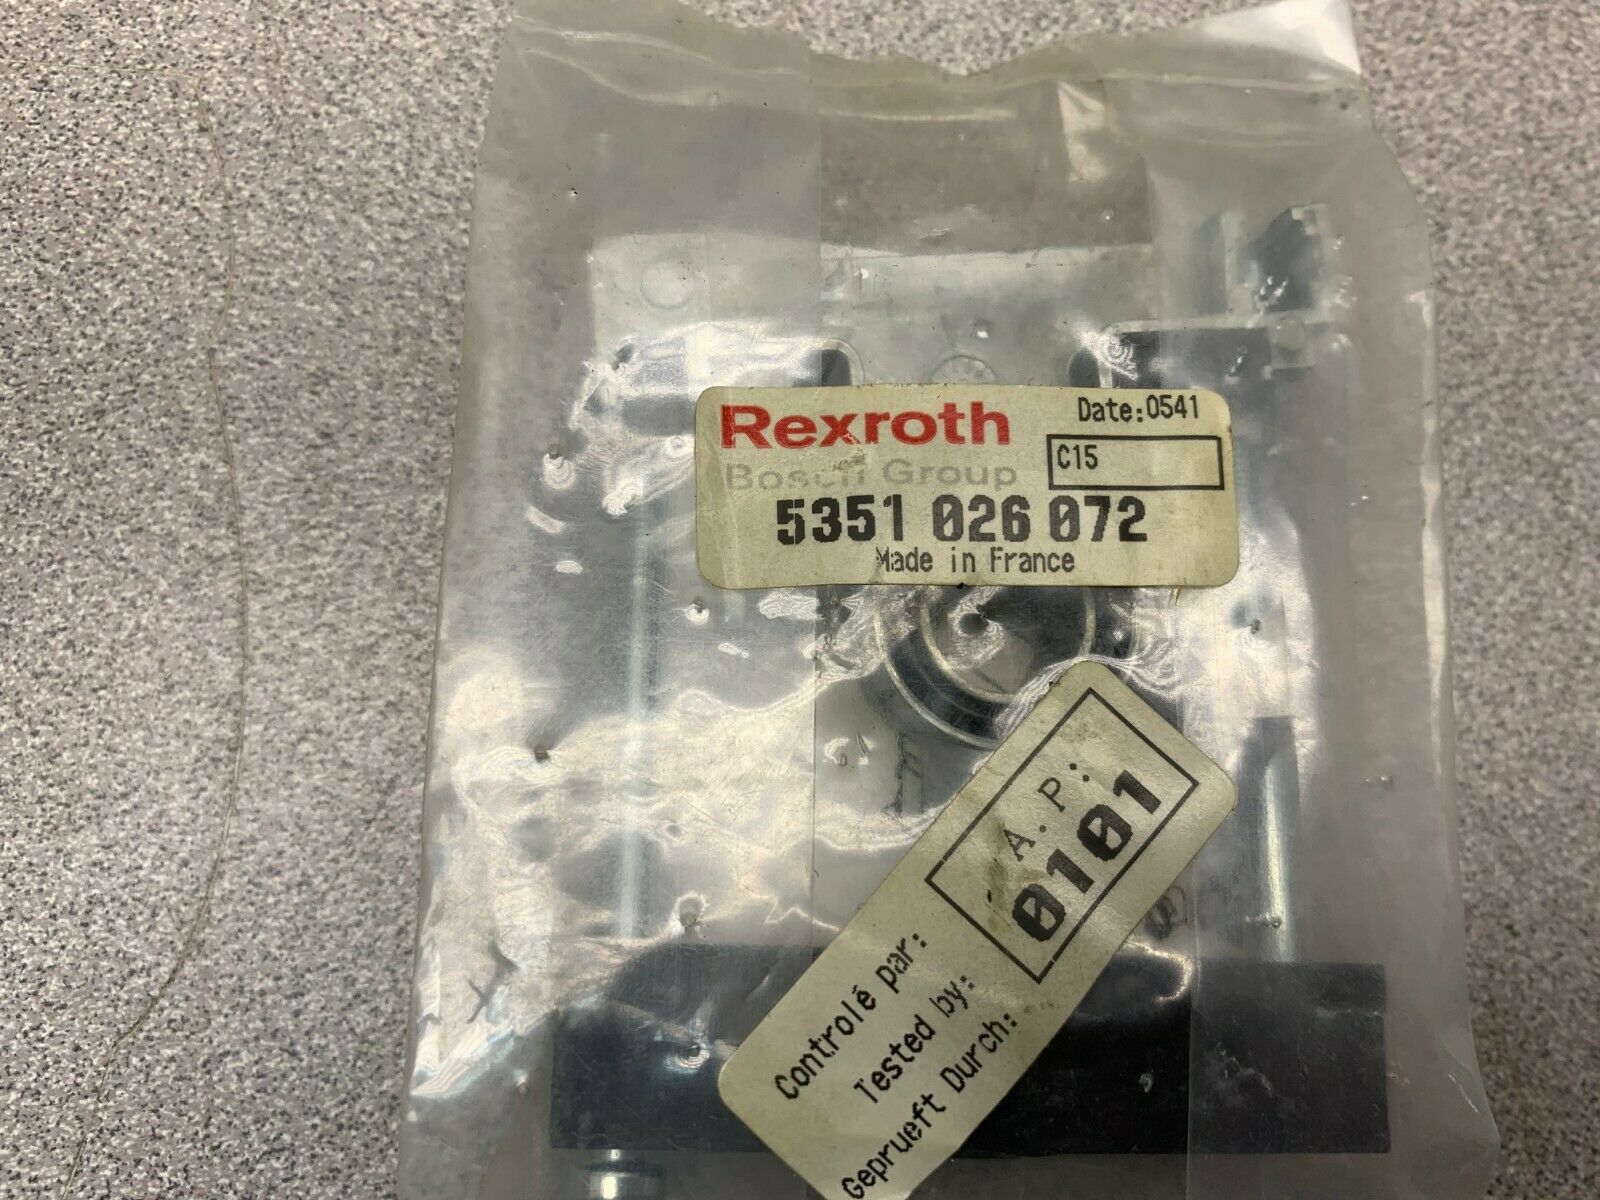 Rexroth
Date:0541
Bosch Group
C15
5351 026 072
Made in France
A.P:
0101
Controlé par:
Tested by:
Geprueft Durch: